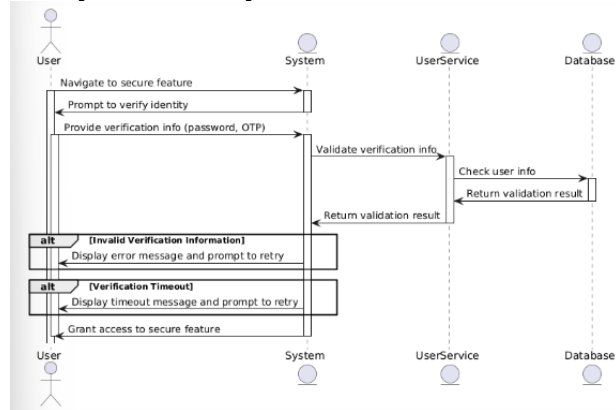 User System UserService Database
Navigate to secure feature
Prompt to verify identity
Provide verification info (password, OTP)
Validate verification info
Check user info
Return validation result
Return validation result
alt [Invalid Verification Information]
Display error message and prompt to retry
alt [Verification Timeout]
Display timeout message and prompt to retry
Grant access to secure feature
User System UserService Database